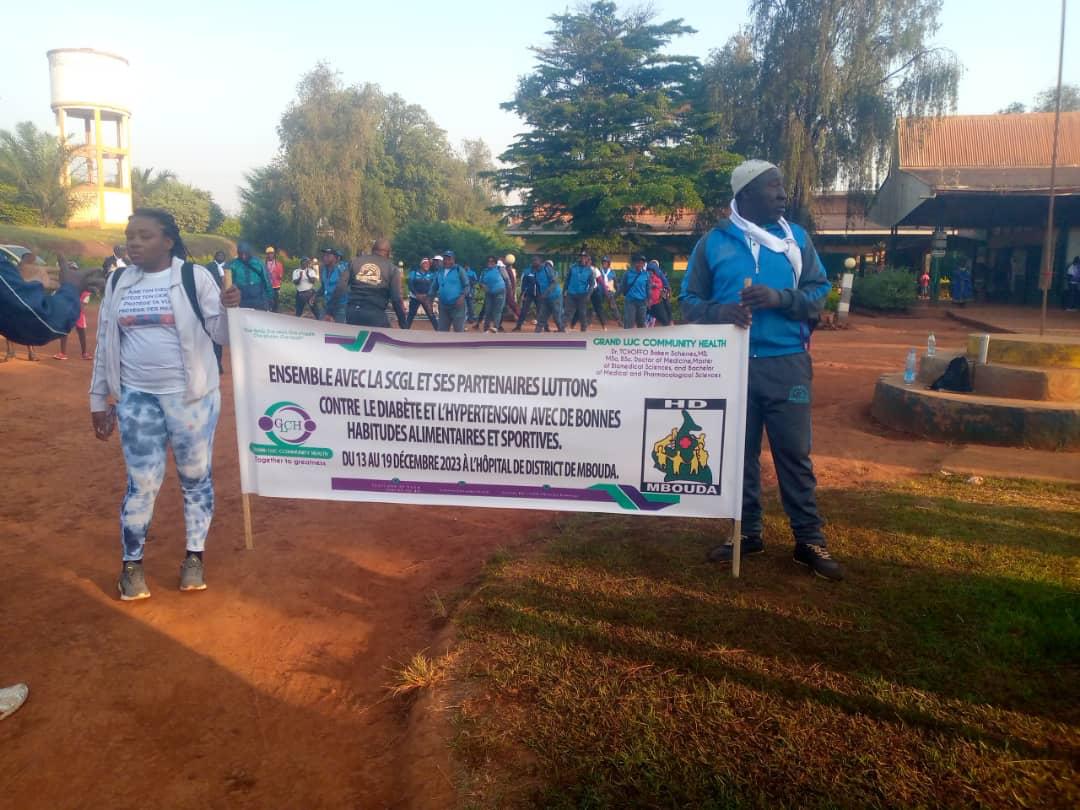 GRAND LUC COMMUNITY HEALTH
Dr. TCHOFFO Bakem Schenes, MD,
MSc, BSc. Doctor of Medicine, Master
of Biomedical Sciences, and Bachelor
of Medical and Pharmacological Sciences
ENSEMBLE AVEC LA SCGL ET SES PARTENAIRES LUTTONS
CONTRE LE DIABÈTE ET L'HYPERTENSION AVEC DE BONNES
HABITUDES ALIMENTAIRES ET SPORTIVES.
DU 13 AU 19 DÉCEMBRE 2023 À L'HÔPITAL DE DISTRICT DE MBOUDA.
GLCH
GRAND LUC COMMUNITY HEALTH
Together to greatness
HD
MBOUDA